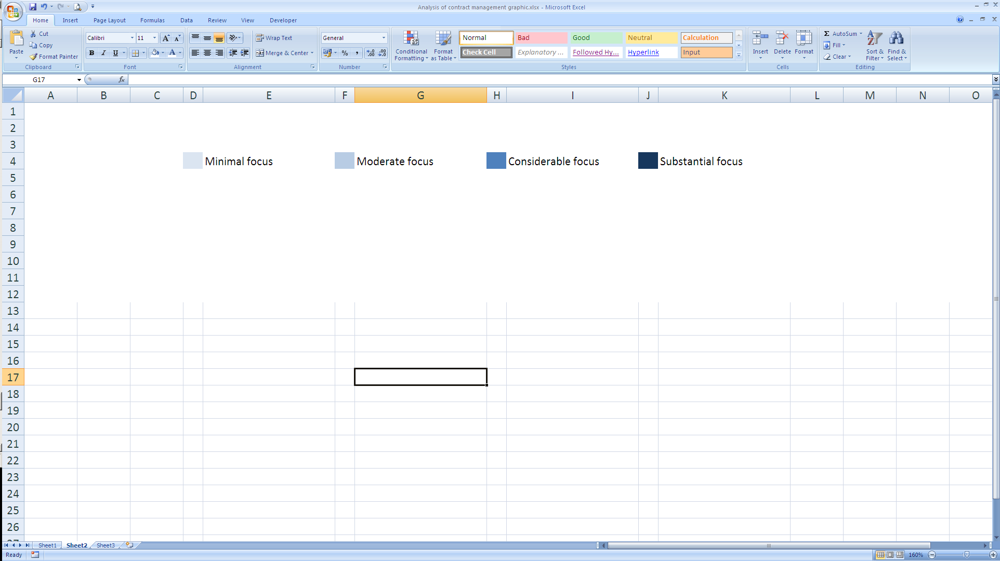 Analysis of contract management graphic.xlsx - Microsoft Excel
Home Insert Page Layout Formulas Data Review View Developer
Paste Cut Copy Format Painter
Calibri 11 A A
B I U A
Wrap Text
Merge & Center
General
% ,
Conditional Formatting Format as Table
Normal Bad Good Neutral Calculation
Check Cell Explanatory ... Followed Hy... Hyperlink Input
Insert Delete Format
Σ AutoSum Fill Clear
Sort & Filter Find & Select
Clipboard Font Alignment Number Styles Cells Editing
G17 fx
A B C D E F G H I J K L M N O
1
2
3
4 Minimal focus Moderate focus Considerable focus Substantial focus
5
6
7
8
9
10
11
12
13
14
15
16
17
18
19
20
21
22
23
24
25
26
27
Sheet1 Sheet2 Sheet3
Ready 160%